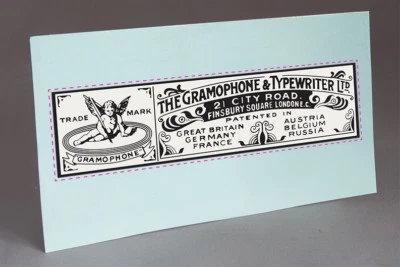 TRADE MARK
GRAMOPHONE
THE GRAMOPHONE & TYPEWRITER LTD
21 CITY ROAD,
FINSBURY SQUARE LONDON E.C.
PATENTED IN
GREAT BRITAIN
GERMANY
FRANCE
AUSTRIA
BELGIUM
RUSSIA